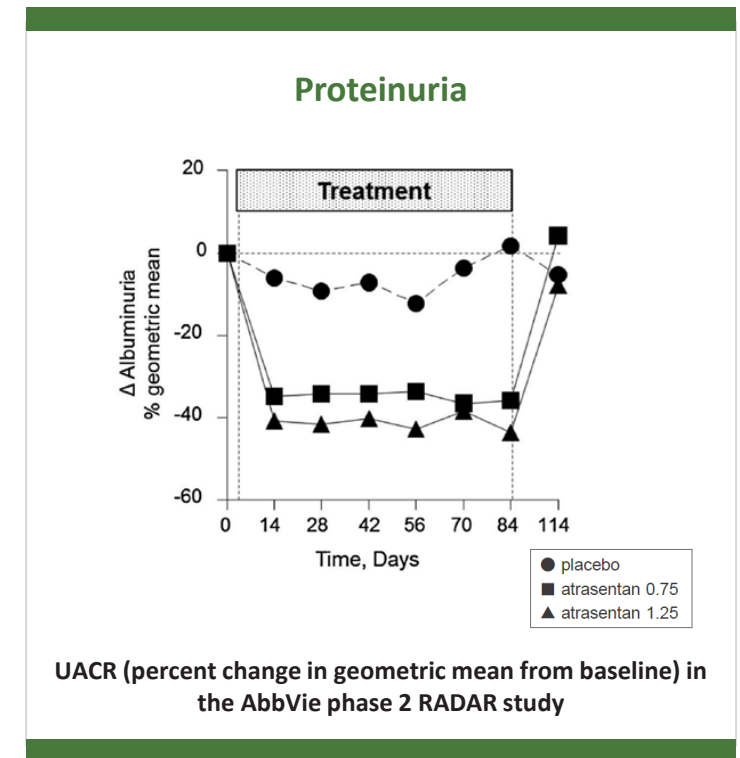 Proteinuria
20
Treatment
0
-20
-40
-60
Δ Albuminuria
% geometric mean
0 14 28 42 56 70 84 114
Time, Days
placebo
atrasentan 0.75
atrasentan 1.25
UACR (percent change in geometric mean from baseline) in
the AbbVie phase 2 RADAR study